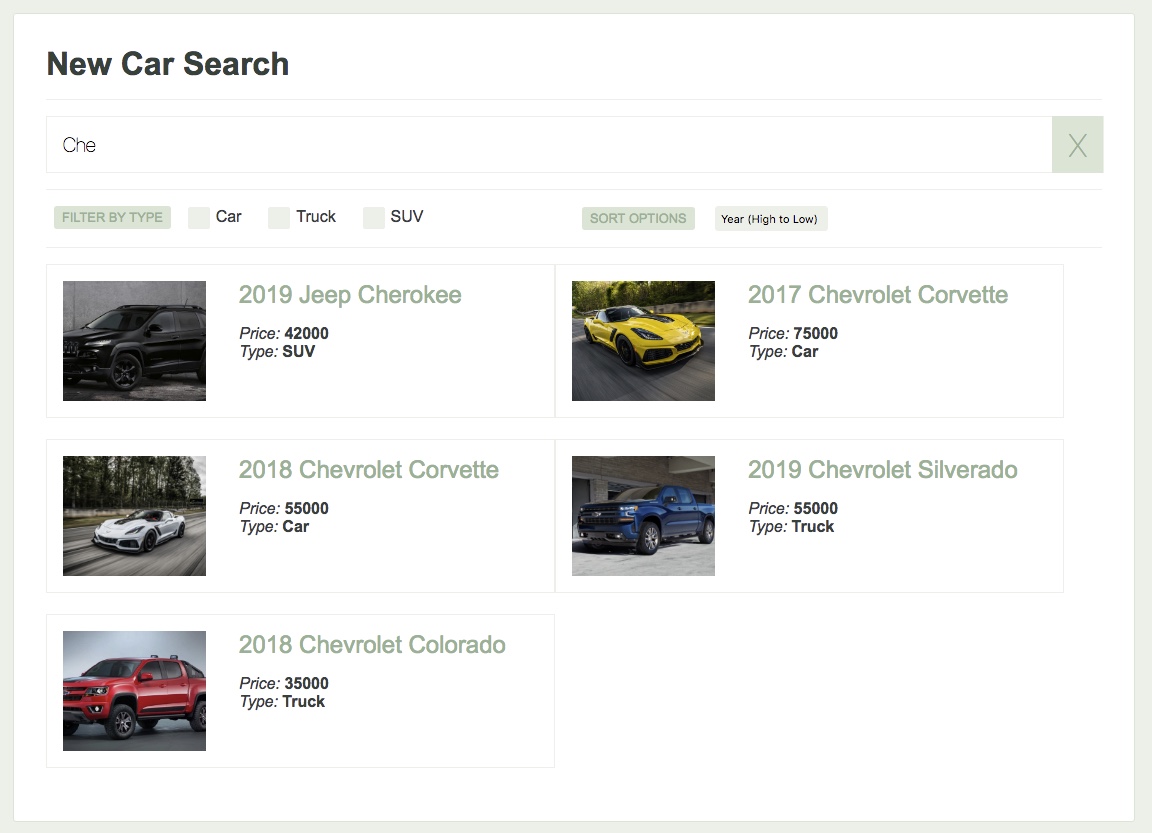 New Car Search
Che
X
FILTER BY TYPE Car Truck SUV SORT OPTIONS Year (High to Low)
2019 Jeep Cherokee
Price: 42000
Type: SUV
2017 Chevrolet Corvette
Price: 75000
Type: Car
2018 Chevrolet Corvette
Price: 55000
Type: Car
2019 Chevrolet Silverado
Price: 55000
Type: Truck
2018 Chevrolet Colorado
Price: 35000
Type: Truck